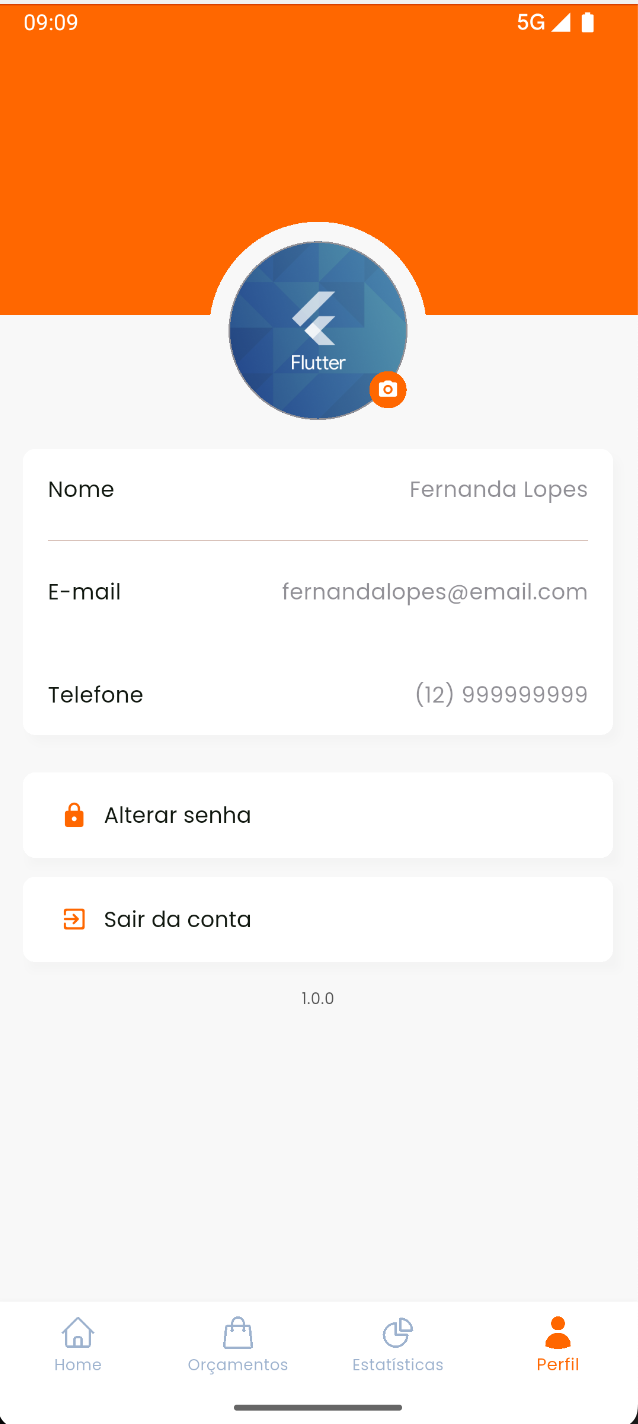 09:09 5G
Flutter
Nome Fernanda Lopes
E-mail fernandalopes@email.com
Telefone (12) 999999999
Alterar senha
Sair da conta
1.0.0
Home Orçamentos Estatísticas Perfil